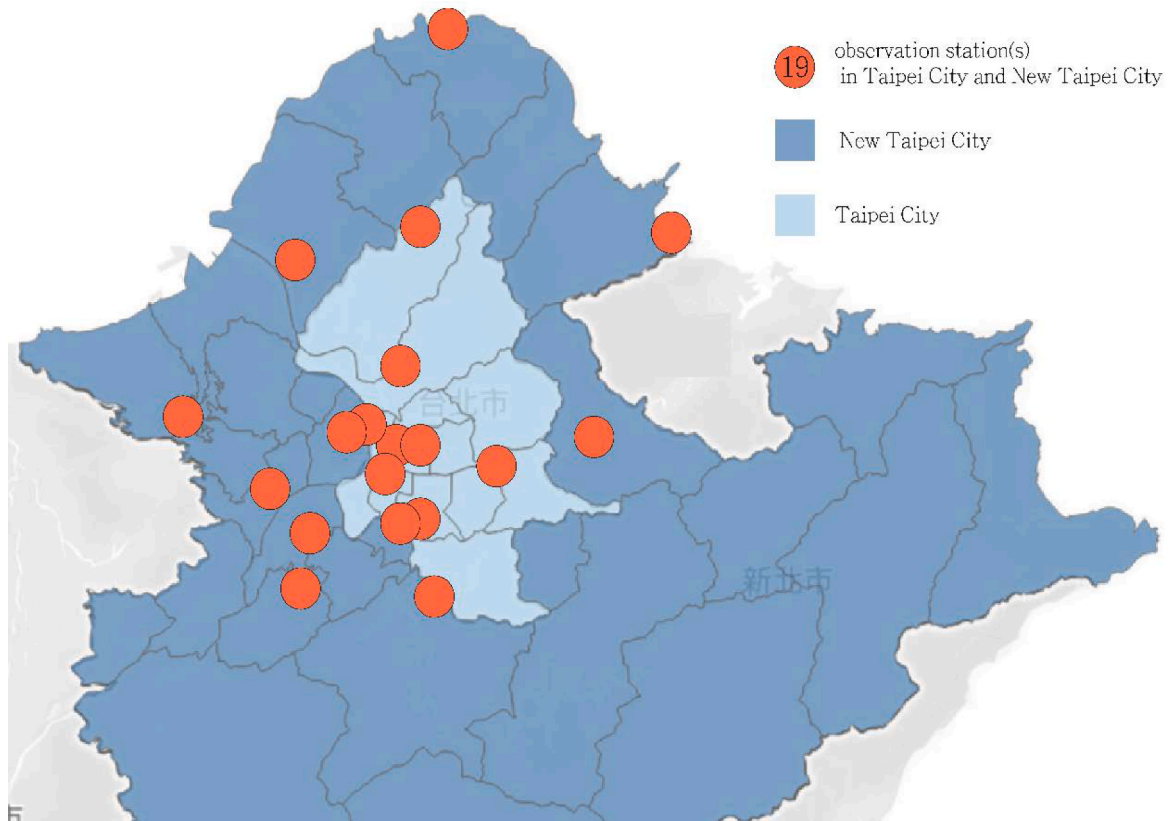 19
observation station(s)
in Taipei City and New Taipei City
New Taipei City
Taipei City
台北市
新北市
市